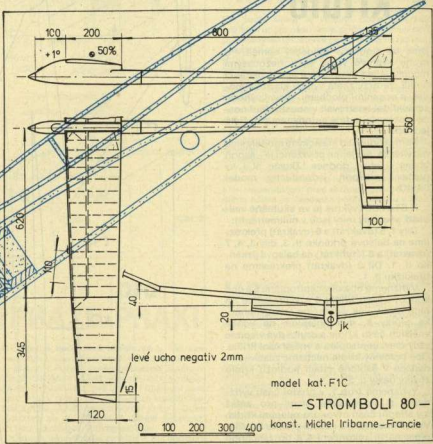 100 200 800 135
+1° 50%
560
620
110
100
40
20
jk
345
levé ucho negativ 2mm
15
120
0 100 200 300 400
model kat. F1C
— STROMBOLI 80 —
konst. Michel Iribarne - Francie